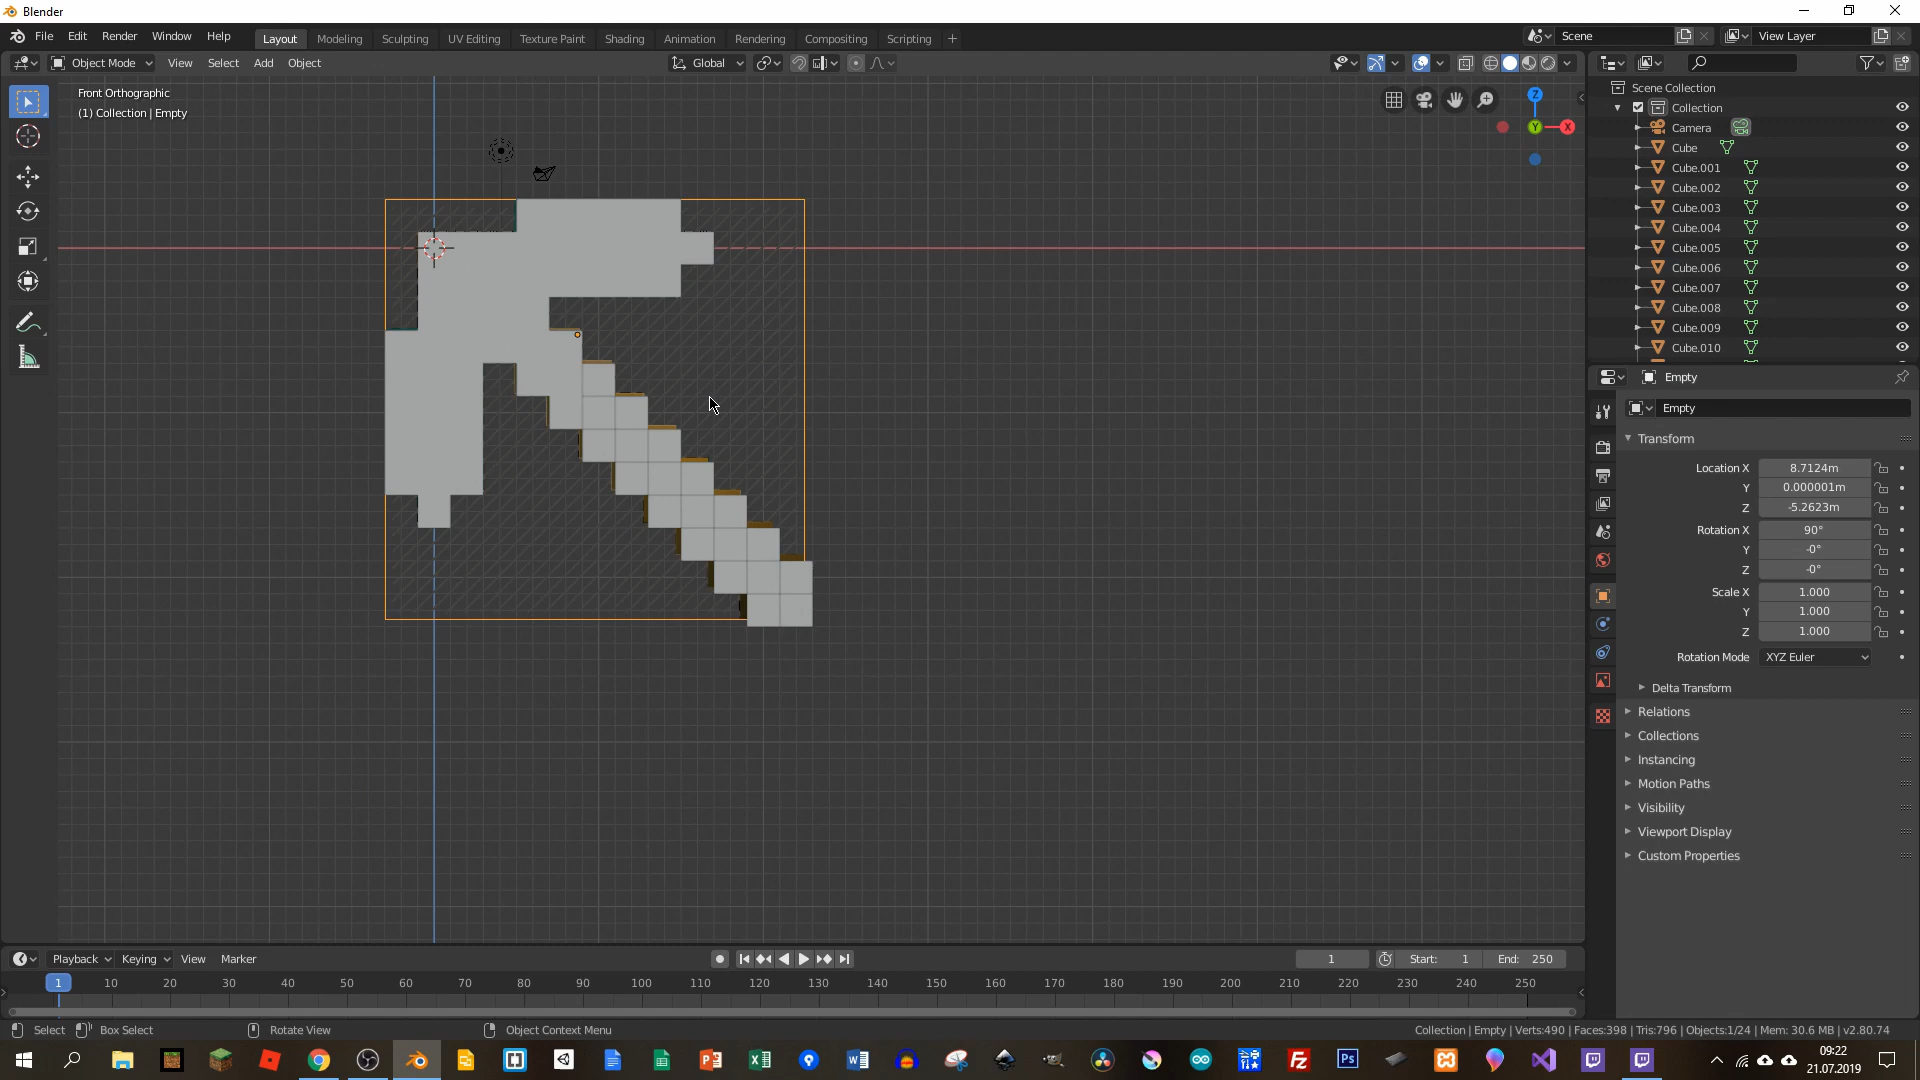 Blender
File Edit Render Window Help
Layout Modeling Sculpting UV Editing Texture Paint Shading Animation Rendering Compositing Scripting +
Scene
View Layer
Object Mode View Select Add Object
Global
Front Orthographic
(1) Collection | Empty
Z
Y
X
Scene Collection
Collection
Camera
Cube
Cube.001
Cube.002
Cube.003
Cube.004
Cube.005
Cube.006
Cube.007
Cube.008
Cube.009
Cube.010
Empty
Empty
Transform
Location X 8.7124m
Y 0.000001m
Z -5.2623m
Rotation X 90°
Y -0°
Z -0°
Scale X 1.000
Y 1.000
Z 1.000
Rotation Mode XYZ Euler
Delta Transform
Relations
Collections
Instancing
Motion Paths
Visibility
Viewport Display
Custom Properties
Playback Keying View Marker
1 Start: 1 End: 250
1 10 20 30 40 50 60 70 80 90 100 110 120 130 140 150 160 170 180 190 200 210 220 230 240 250
Select Box Select Rotate View Object Context Menu
Collection | Empty | Verts:490 | Faces:398 | Tris:796 | Objects:1/24 | Mem: 30.6 MB | v2.80.74
09:22
21.07.2019